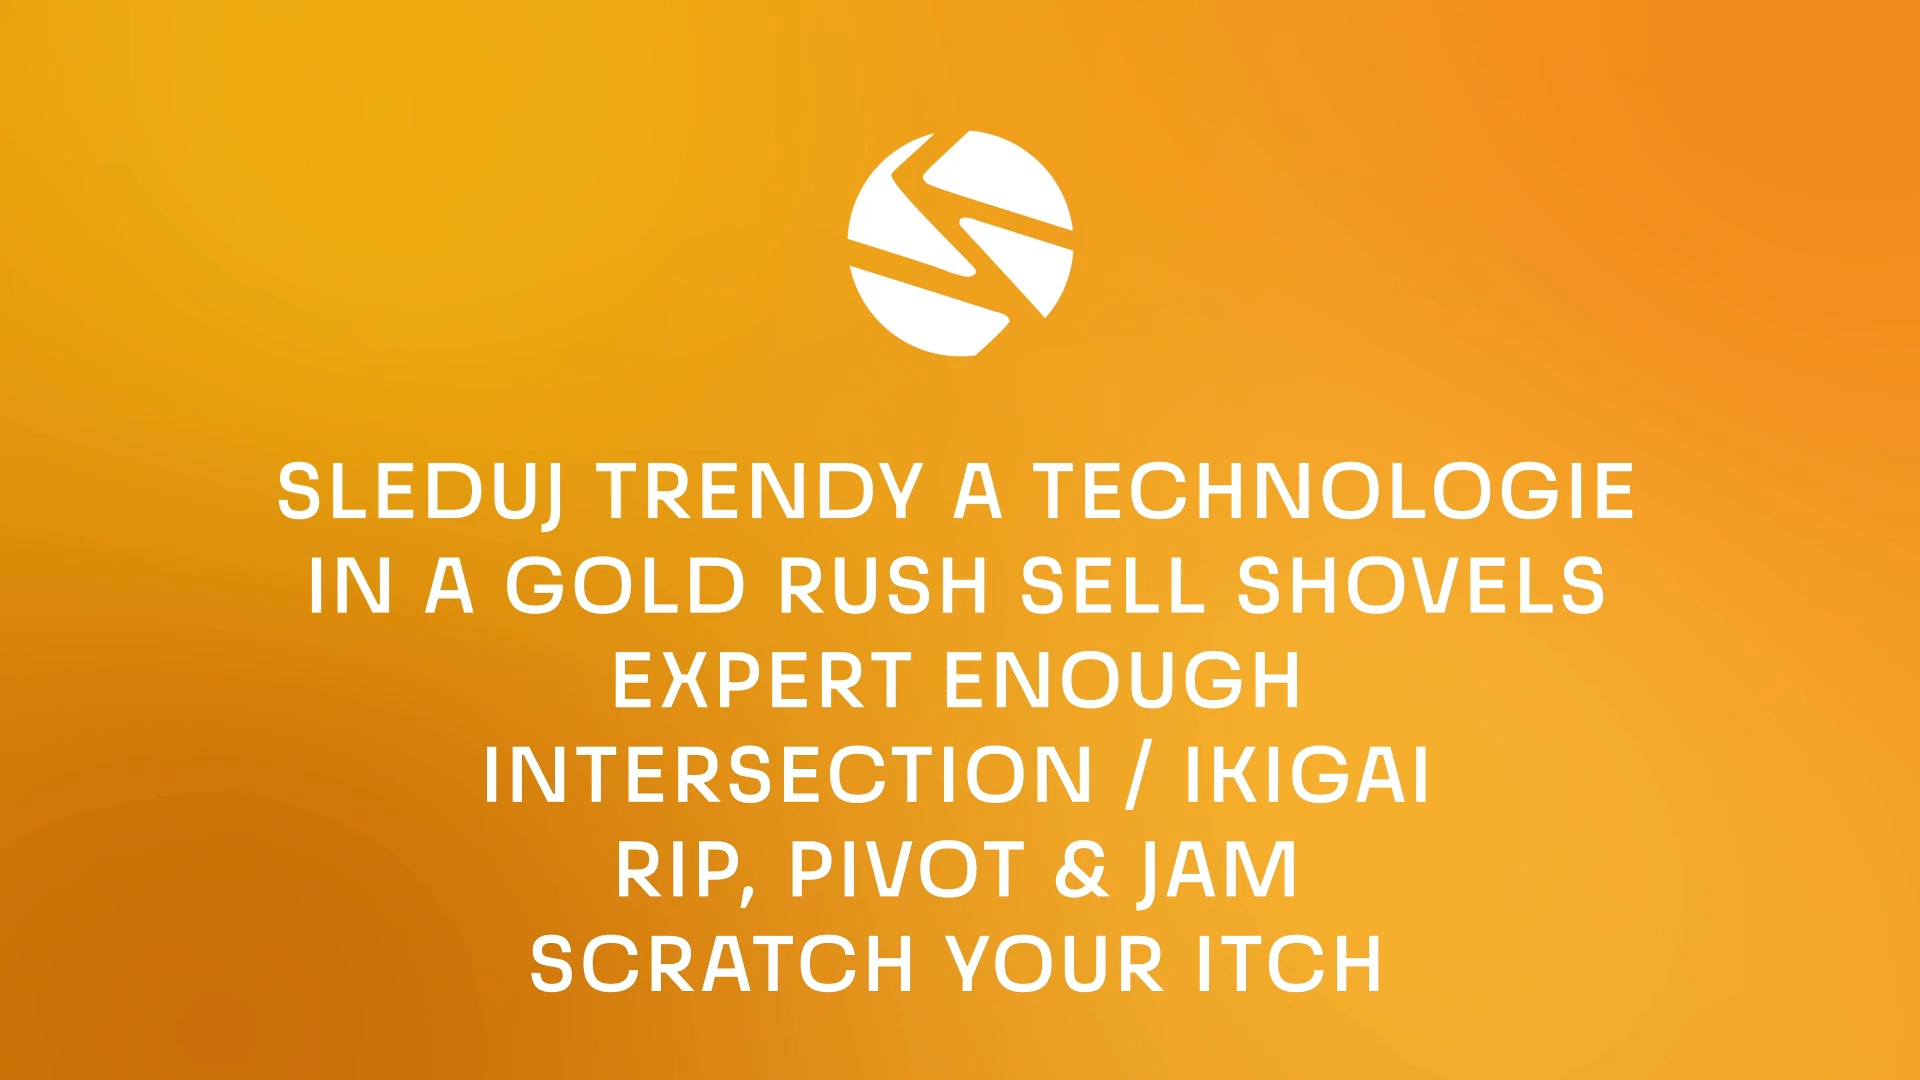 SLEDUJ TRENDY A TECHNOLOGIE
IN A GOLD RUSH SELL SHOVELS
EXPERT ENOUGH
INTERSECTION / IKIGAI
RIP, PIVOT & JAM
SCRATCH YOUR ITCH